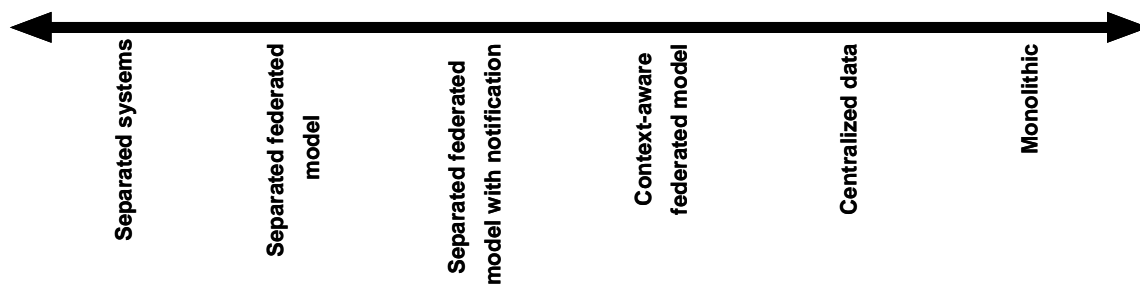 Separated systems
Separated federated
model
Separated federated
model with notification
Context-aware
federated model
Centralized data
Monolithic